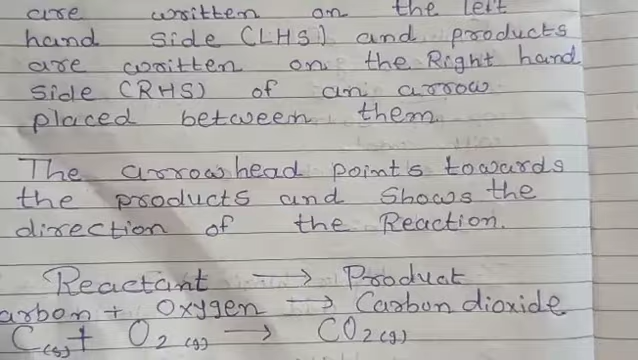 are written on the left
hand side (LHS) and products
are written on the Right hand
side (RHS) of an arrow
placed between them
The arrow head points towards
the products and shows the
direction of the Reaction.
Reactant → Product
arbon + Oxygen → Carbon dioxide
C(s) + O2(g) → CO2(g)